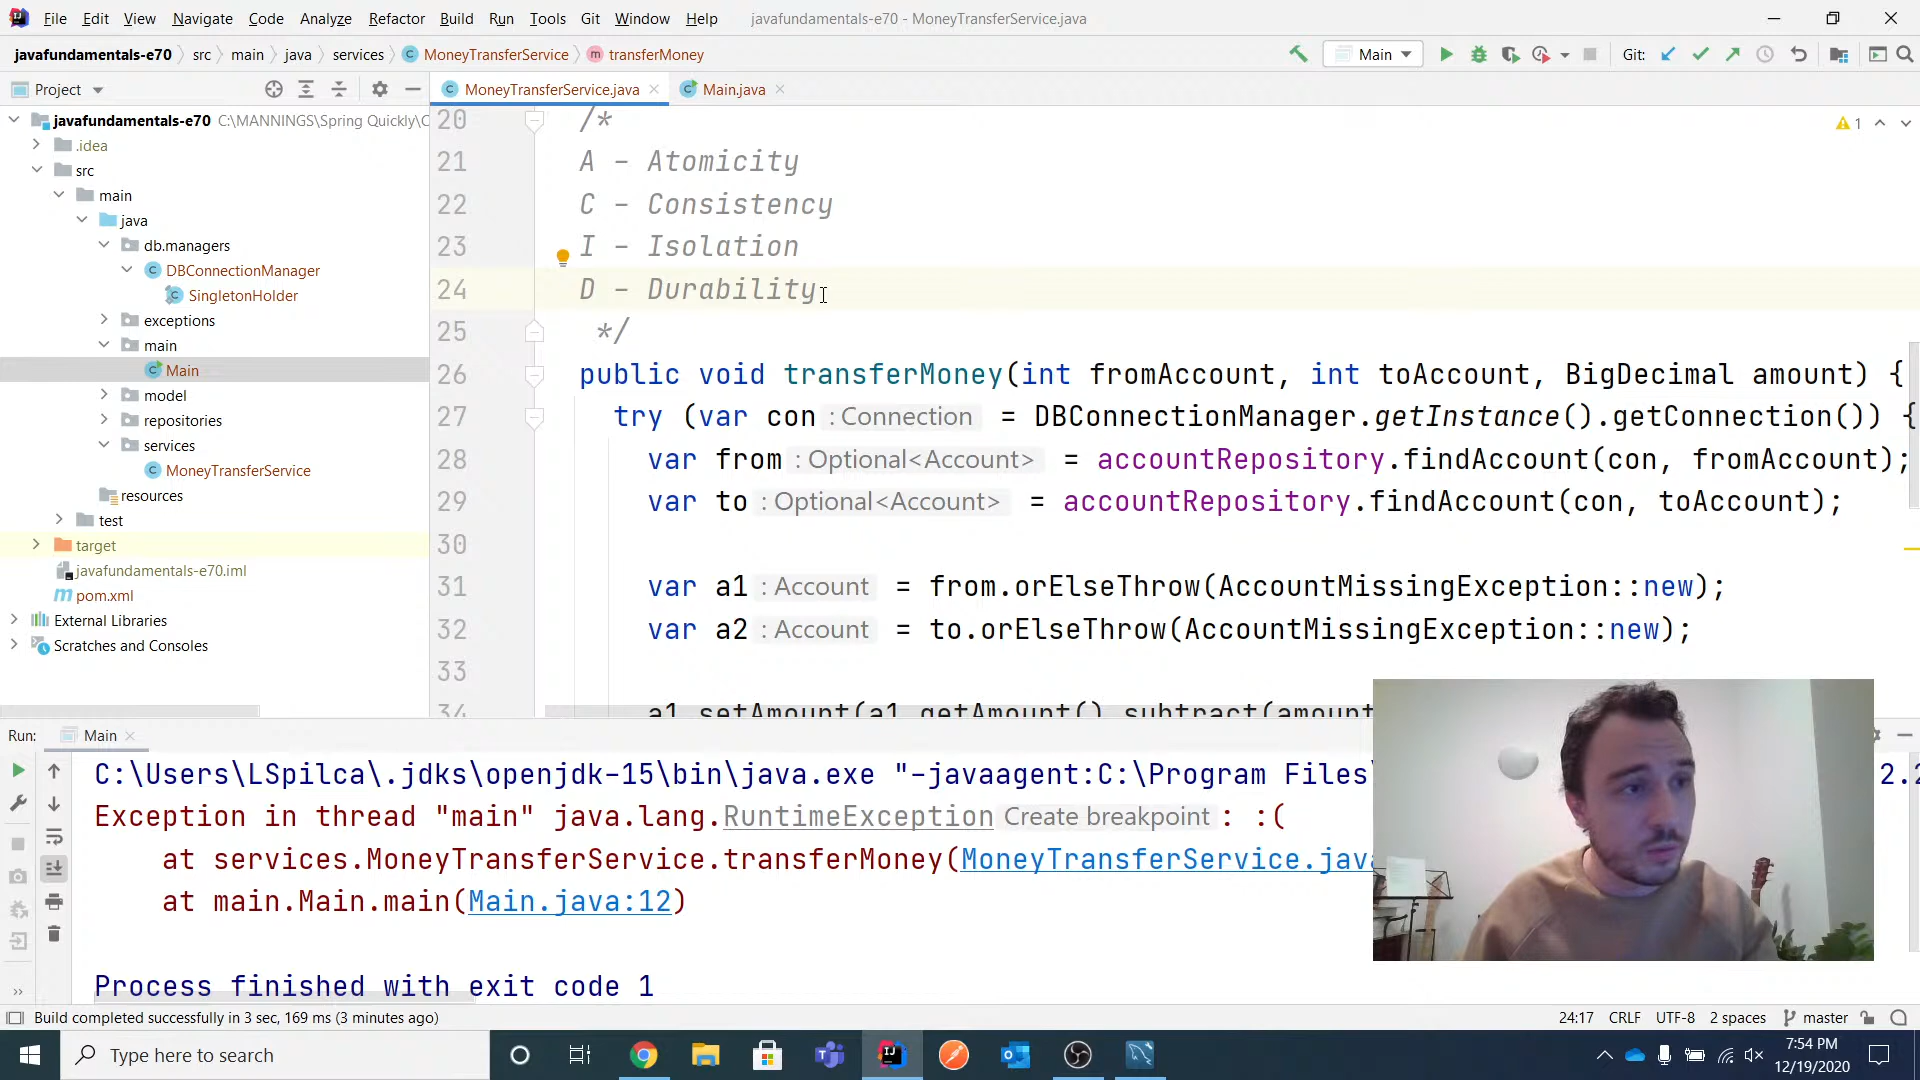 File Edit View Navigate Code Analyze Refactor Build Run Tools Git Window Help javafundamentals-e70 - MoneyTransferService.java
javafundamentals-e70 src main java services MoneyTransferService transferMoney Main Git:
Project
MoneyTransferService.java
Main.java
javafundamentals-e70 C:\MANNINGS\Spring Quickly\C
.idea
src
main
java
db.managers
DBConnectionManager
SingletonHolder
exceptions
main
Main
model
repositories
services
MoneyTransferService
resources
test
target
javafundamentals-e70.iml
pom.xml
External Libraries
Scratches and Consoles
1
20 /*
21 A - Atomicity
22 C - Consistency
23 I - Isolation
24 D - Durability
25 */
26 public void transferMoney(int fromAccount, int toAccount, BigDecimal amount) {
27 try (var con : Connection = DBConnectionManager.getInstance().getConnection()) {
28 var from : Optional<Account> = accountRepository.findAccount(con, fromAccount);
29 var to : Optional<Account> = accountRepository.findAccount(con, toAccount);
30
31 var a1 : Account = from.orElseThrow(AccountMissingException::new);
32 var a2 : Account = to.orElseThrow(AccountMissingException::new);
33
34 a1.setAmount(a1.getAmount().subtract(amount
Run: Main
C:\Users\LSpilca\.jdks\openjdk-15\bin\java.exe "-javaagent:C:\Program Files\ 2.2
Exception in thread "main" java.lang.RuntimeException Create breakpoint : :(
at services.MoneyTransferService.transferMoney(MoneyTransferService.java
at main.Main.main(Main.java:12)
Process finished with exit code 1
Build completed successfully in 3 sec, 169 ms (3 minutes ago) 24:17 CRLF UTF-8 2 spaces master
Type here to search
7:54 PM
12/19/2020